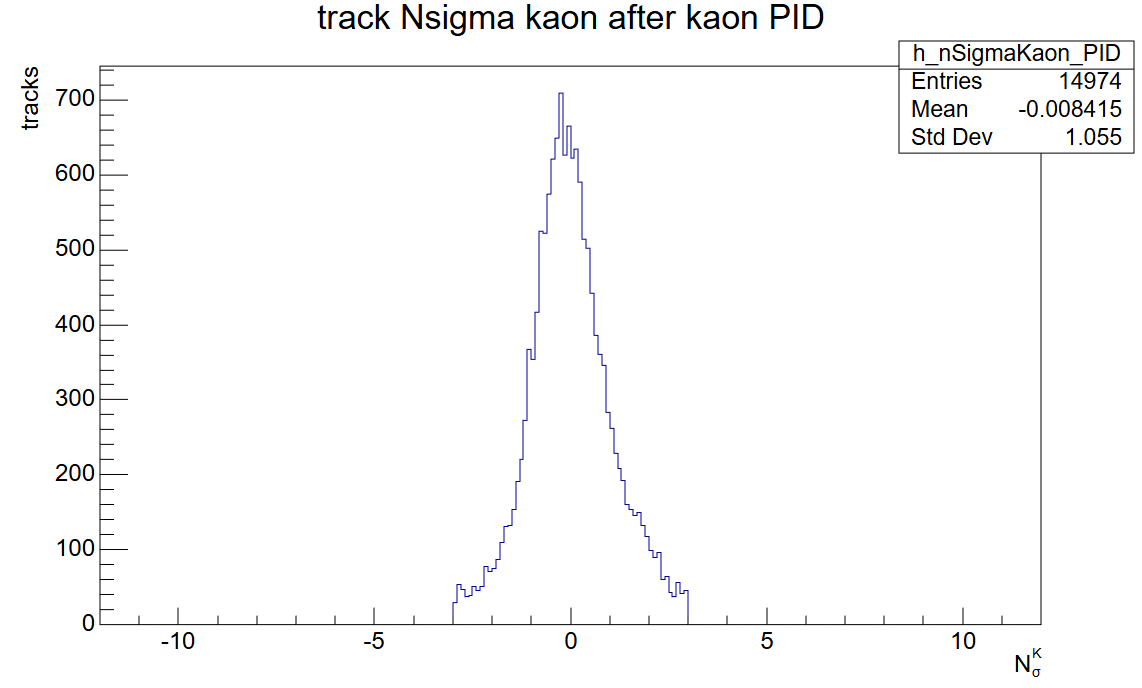 track Nsigma kaon after kaon PID
h_nSigmaKaon_PID
Entries 14974
Mean -0.008415
Std Dev 1.055
tracks
700
600
500
400
300
200
100
0
-10 -5 0 5 10
N_σ^K